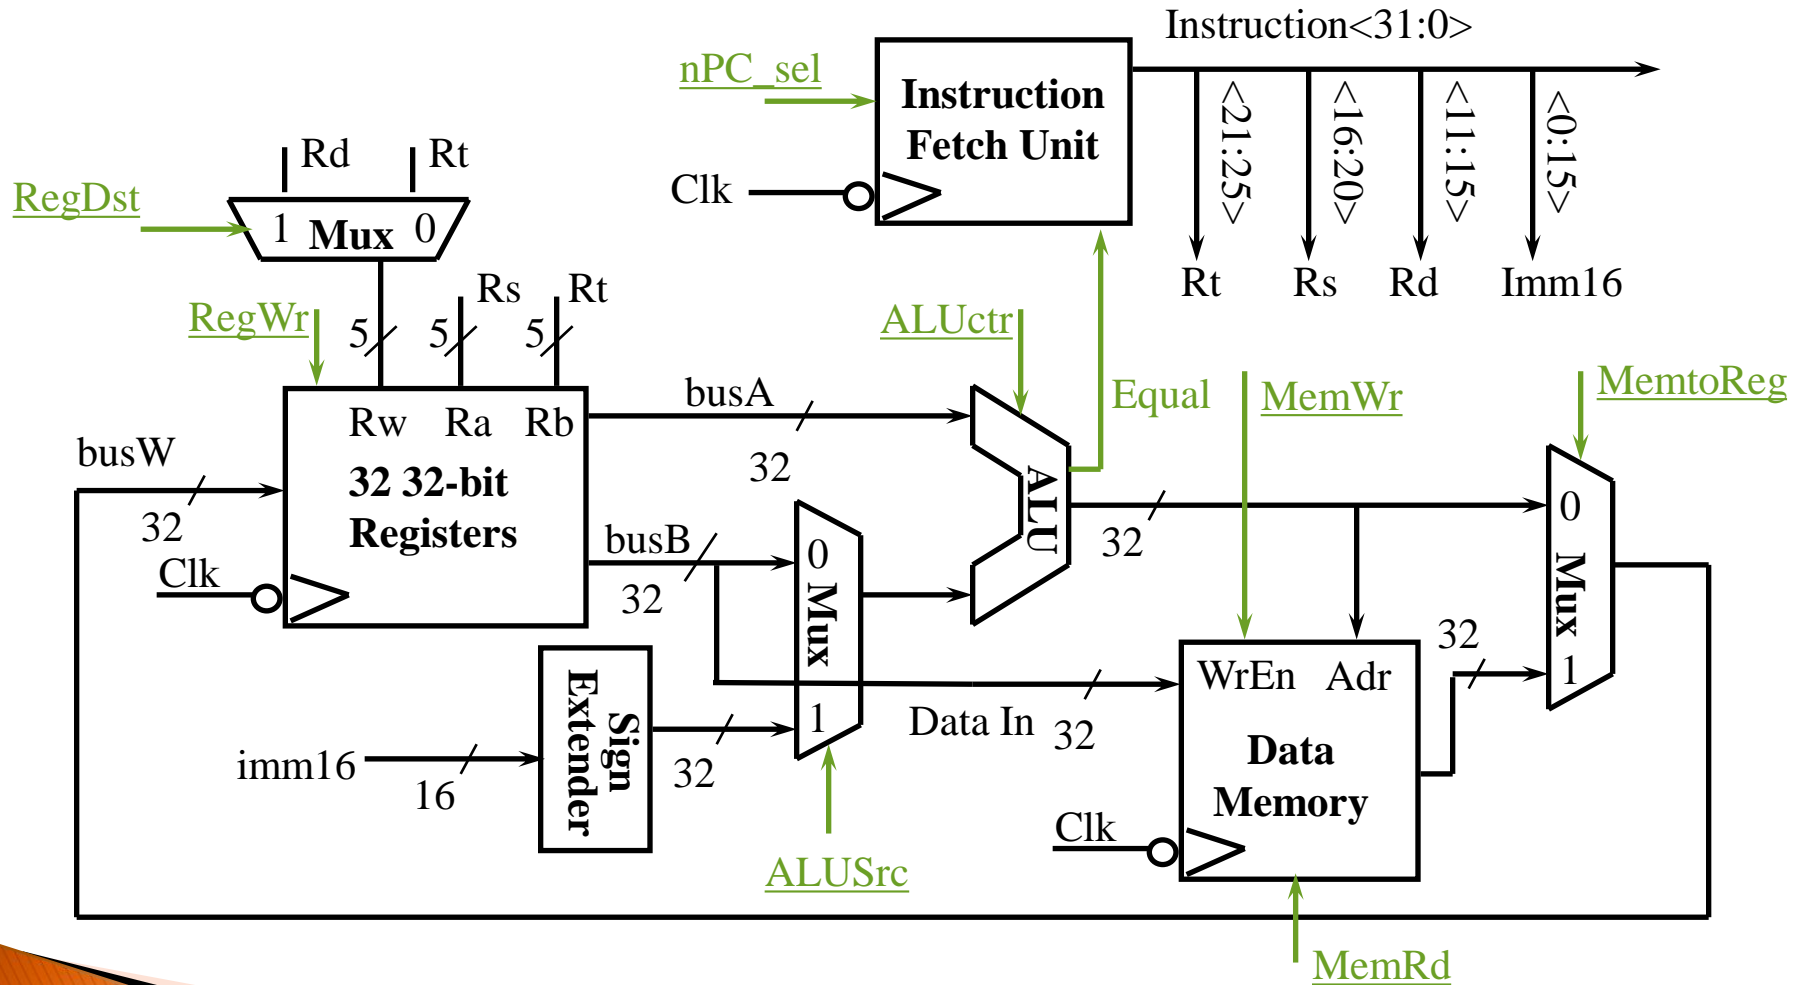 Instruction<31:0>
nPC_sel
Instruction
Fetch Unit
Clk
<21:25>
<16:20>
<11:15>
<0:15>
Rt
Rs
Rd
Imm16
Rd
Rt
RegDst
1
Mux
0
Rs
Rt
RegWr
5
5
5
ALUctr
Equal
MemWr
MemtoReg
busA
32
Rw
Ra
Rb
32 32-bit
Registers
busW
32
Clk
busB
32
0
Mux
1
ALU
32
0
Mux
1
32
WrEn
Adr
Data
Memory
Data In
32
Clk
imm16
16
Sign
Extender
32
ALUSrc
MemRd